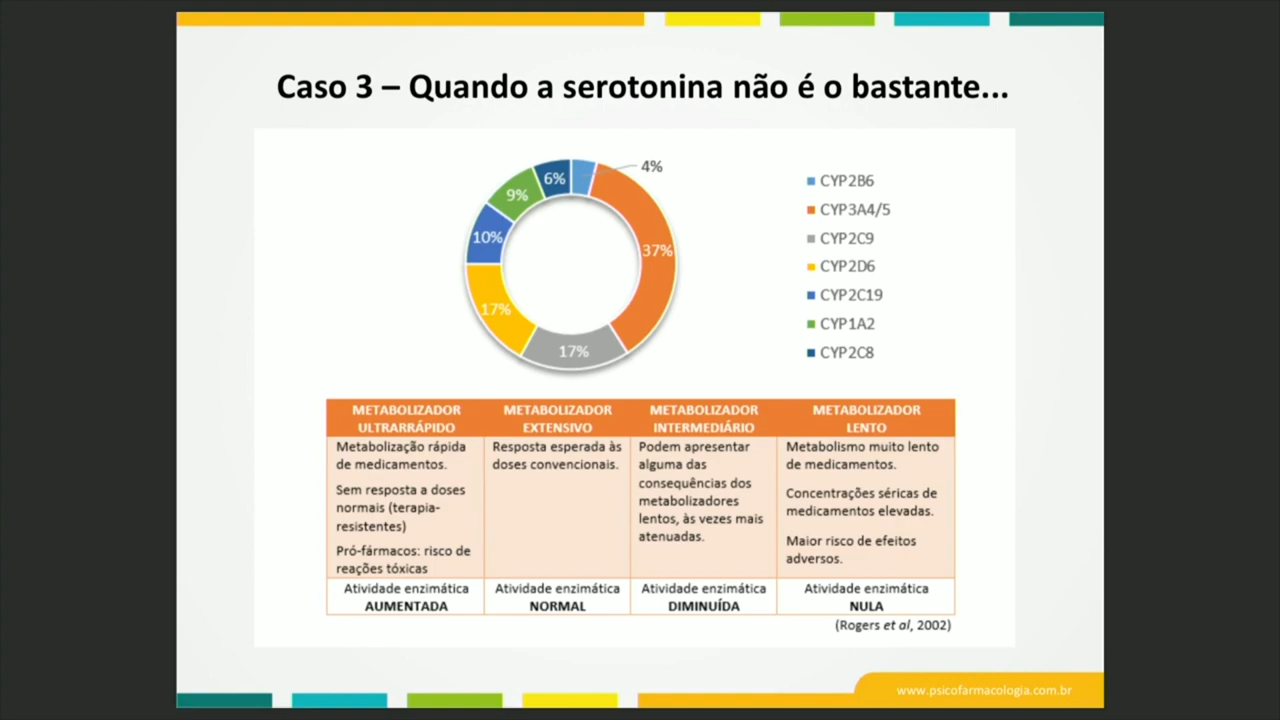 Caso 3 – Quando a serotonina não é o bastante...
4%
6%
9%
10%
37%
17%
17%
CYP2B6
CYP3A4/5
CYP2C9
CYP2D6
CYP2C19
CYP1A2
CYP2C8
METABOLIZADOR
ULTRARRÁPIDO
METABOLIZADOR
EXTENSIVO
METABOLIZADOR
INTERMEDIÁRIO
METABOLIZADOR
LENTO
Metabolização rápida
de medicamentos.
Sem resposta a doses
normais (terapia-
resistentes)
Pró-fármacos: risco de
reações tóxicas
Resposta esperada às
doses convencionais.
Podem apresentar
alguma das
consequências dos
metabolizadores
lentos, às vezes mais
atenuadas.
Metabolismo muito lento
de medicamentos.
Concentrações séricas de
medicamentos elevadas.
Maior risco de efeitos
adversos.
Atividade enzimática
AUMENTADA
Atividade enzimática
NORMAL
Atividade enzimática
DIMINUÍDA
Atividade enzimática
NULA
(Rogers et al, 2002)
www.psicofarmacologia.com.br